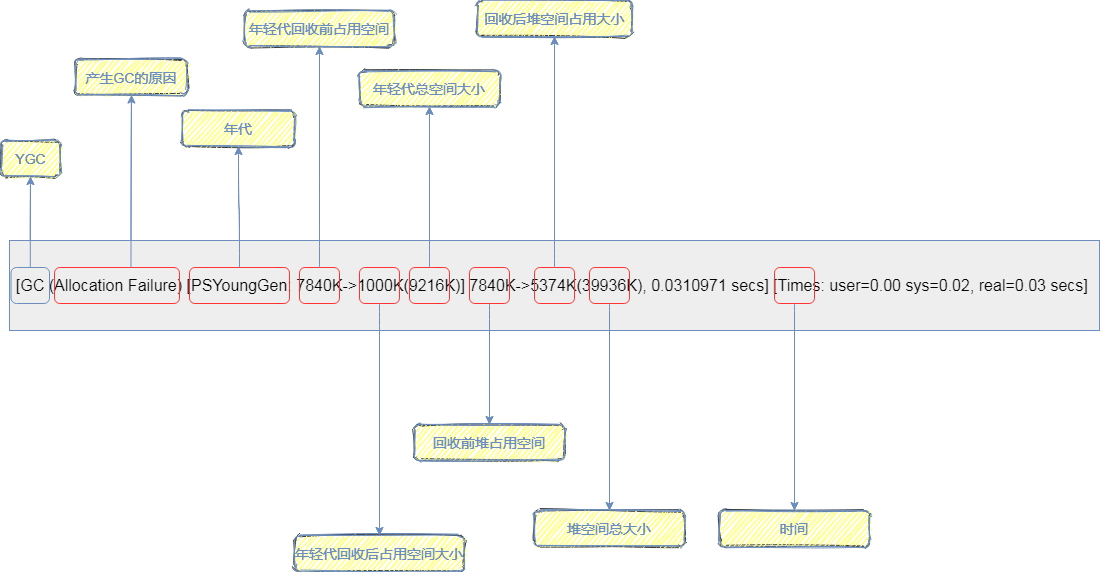 回收后堆空间占用大小
年轻代回收前占用空间
产生GC的原因
年轻代总空间大小
年代
YGC
[GC (Allocation Failure) [PSYoungGen: 7840K->1000K(9216K)] 7840K->5374K(39936K), 0.0310971 secs] [Times: user=0.00 sys=0.02, real=0.03 secs]
回收前堆占用空间
堆空间总大小
时间
年轻代回收后占用空间大小